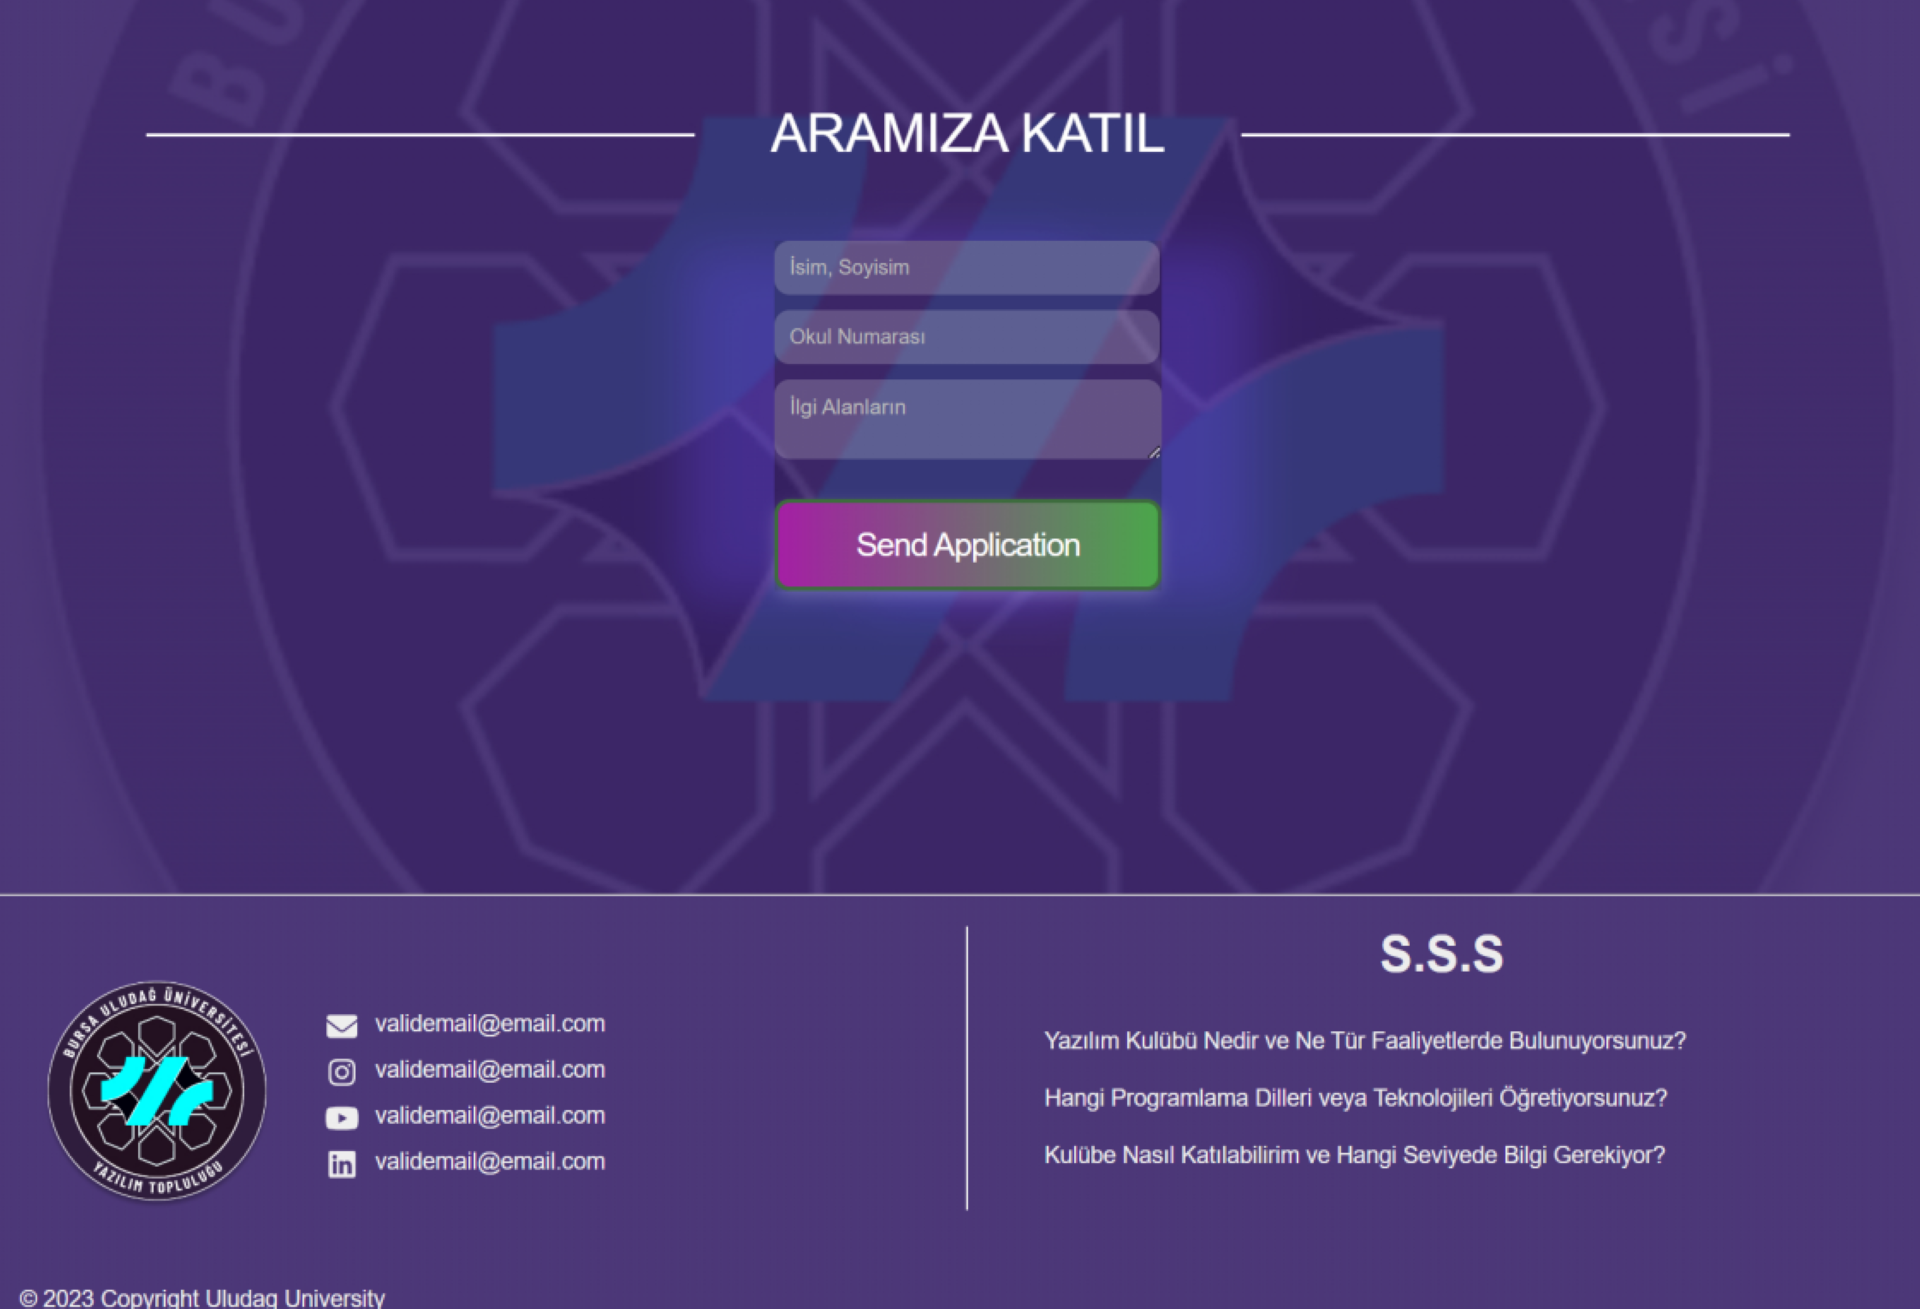 ARAMIZA KATIL
İsim, Soyisim
Okul Numarası
İlgi Alanların
Send Application
BURSA ULUDAĞ ÜNİVERSİTESİ
YAZILIM TOPLULUĞU
validemail@email.com
validemail@email.com
validemail@email.com
validemail@email.com
S.S.S
Yazılım Kulübü Nedir ve Ne Tür Faaliyetlerde Bulunuyorsunuz?
Hangi Programlama Dilleri veya Teknolojileri Öğretiyorsunuz?
Kulübe Nasıl Katılabilirim ve Hangi Seviyede Bilgi Gerekiyor?
© 2023 Copyright Uludag University